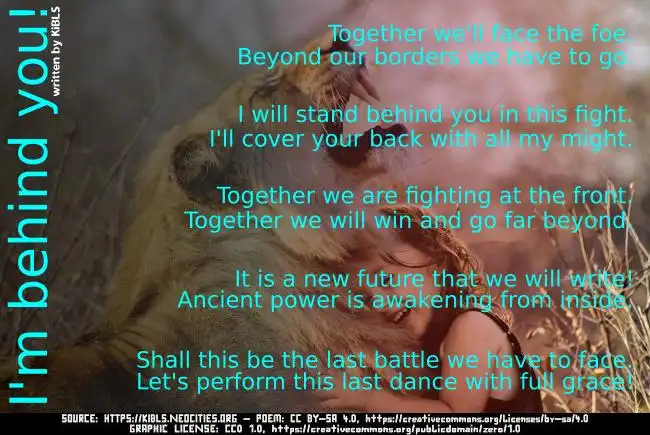 I'm behind you!
written by KiBLS
Together we'll face the foe.
Beyond our borders we have to go.
I will stand behind you in this fight.
I'll cover your back with all my might.
Together we are fighting at the front.
Together we will win and go far beyond.
It is a new future that we will write!
Ancient power is awakening from inside.
Shall this be the last battle we have to face.
Let's perform this last dance with full grace!
SOURCE: HTTPS://KIBLS.NEOCITIES.ORG – POEM: CC BY-SA 4.0, https://creativecommons.org/licenses/by-sa/4.0
GRAPHIC LICENSE: CC0 1.0, https://creativecommons.org/publicdomain/zero/1.0